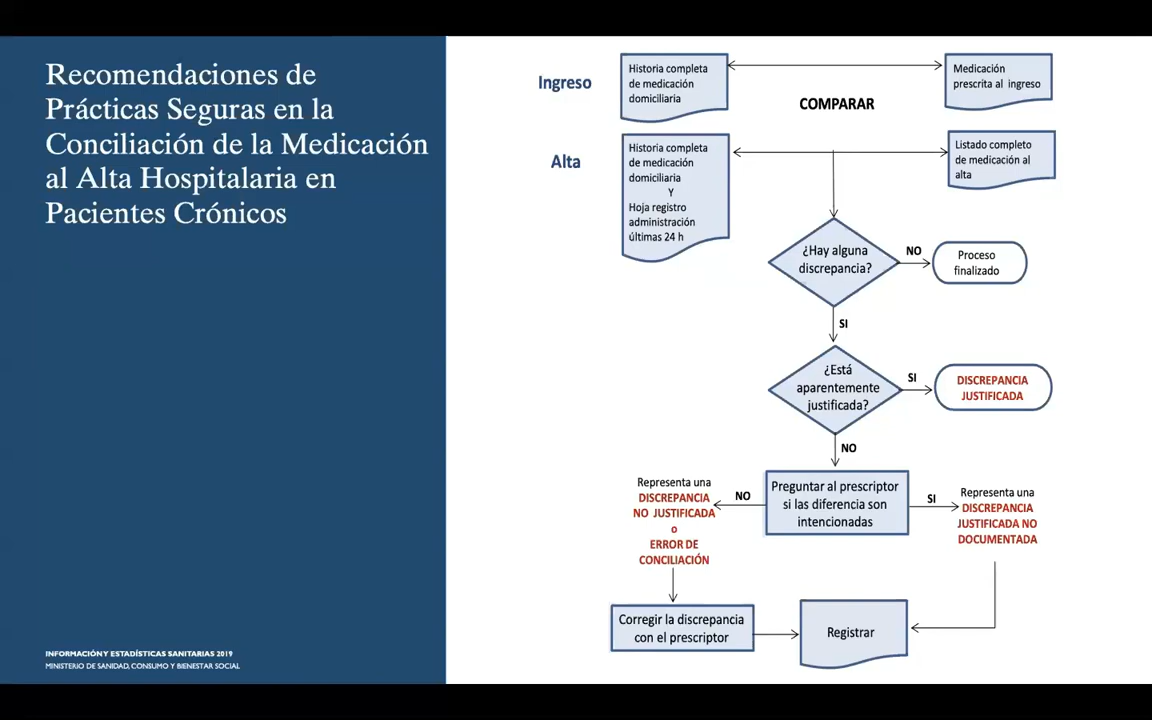 Recomendaciones de
Prácticas Seguras en la
Conciliación de la Medicación
al Alta Hospitalaria en
Pacientes Crónicos
INFORMACIÓN Y ESTADÍSTICAS SANITARIAS 2019
MINISTERIO DE SANIDAD, CONSUMO Y BIENESTAR SOCIAL
Ingreso
Historia completa
de medicación
domiciliaria
COMPARAR
Medicación
prescrita al ingreso
Alta
Historia completa
de medicación
domiciliaria
Y
Hoja registro
administración
últimas 24 h
Listado completo
de medicación al
alta
¿Hay alguna
discrepancia?
NO
Proceso
finalizado
SI
¿Está
aparentemente
justificada?
SI
DISCREPANCIA
JUSTIFICADA
NO
Preguntar al prescriptor
si las diferencia son
intencionadas
NO
Representa una
DISCREPANCIA
NO JUSTIFICADA
o
ERROR DE
CONCILIACIÓN
SI
Representa una
DISCREPANCIA
JUSTIFICADA NO
DOCUMENTADA
Corregir la discrepancia
con el prescriptor
Registrar